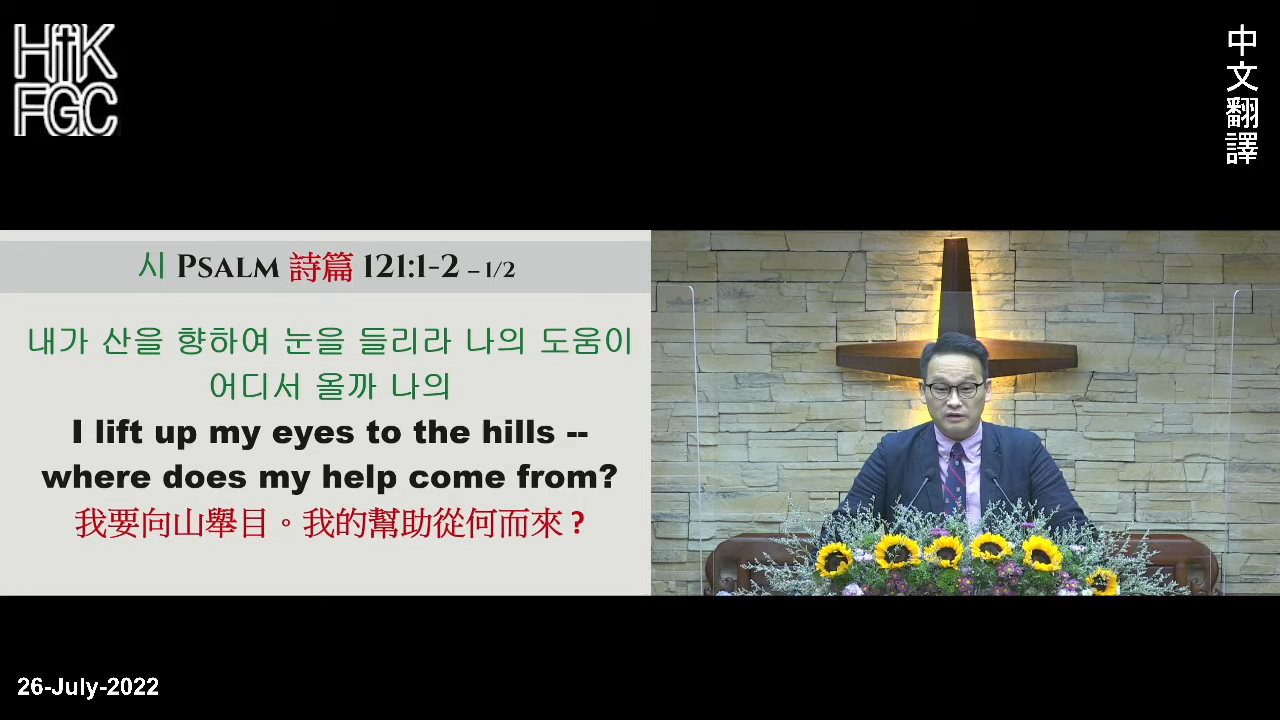 HK
FGC
中文翻譯
시 PSALM 詩篇 121:1-2 – 1/2
내가 산을 향하여 눈을 들리라 나의 도움이
어디서 올까 나의
I lift up my eyes to the hills --
where does my help come from?
我要向山舉目。我的幫助從何而來?
26-July-2022